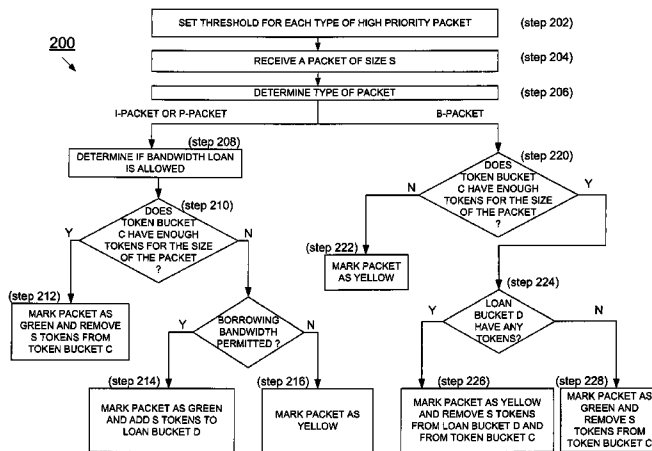 200
SET THRESHOLD FOR EACH TYPE OF HIGH PRIORITY PACKET
(step 202)
RECEIVE A PACKET OF SIZE S
(step 204)
DETERMINE TYPE OF PACKET
(step 206)
I-PACKET OR P-PACKET
B-PACKET
(step 208)
DETERMINE IF BANDWIDTH LOAN
IS ALLOWED
(step 210)
DOES
TOKEN BUCKET
C HAVE ENOUGH
TOKENS FOR THE SIZE
OF THE PACKET
?
Y
N
(step 212)
MARK PACKET AS
GREEN AND REMOVE
S TOKENS FROM
TOKEN BUCKET C
BORROWING
BANDWIDTH
PERMITTED ?
Y
N
(step 214)
MARK PACKET AS GREEN
AND ADD S TOKENS TO
LOAN BUCKET D
(step 216)
MARK PACKET AS
YELLOW
(step 220)
DOES
TOKEN BUCKET
C HAVE ENOUGH
TOKENS FOR THE SIZE
OF THE PACKET
?
N
Y
(step 222)
MARK PACKET
AS YELLOW
(step 224)
LOAN
BUCKET D
HAVE ANY
TOKENS?
Y
N
(step 226)
MARK PACKET AS YELLOW
AND REMOVE S TOKENS
FROM LOAN BUCKET D AND
FROM TOKEN BUCKET C
(step 228)
MARK PACKET AS
GREEN AND
REMOVE S
TOKENS FROM
TOKEN BUCKET C